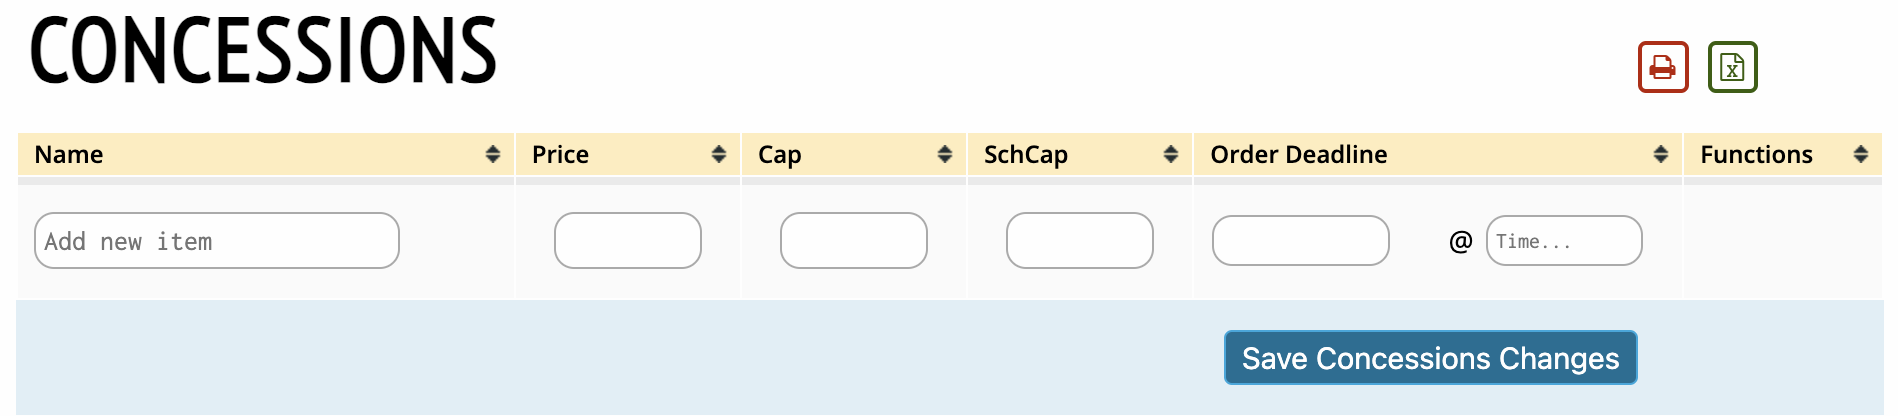 CONCESSIONS
Name Price Cap SchCap Order Deadline Functions
Add new item @ Time...
Save Concessions Changes